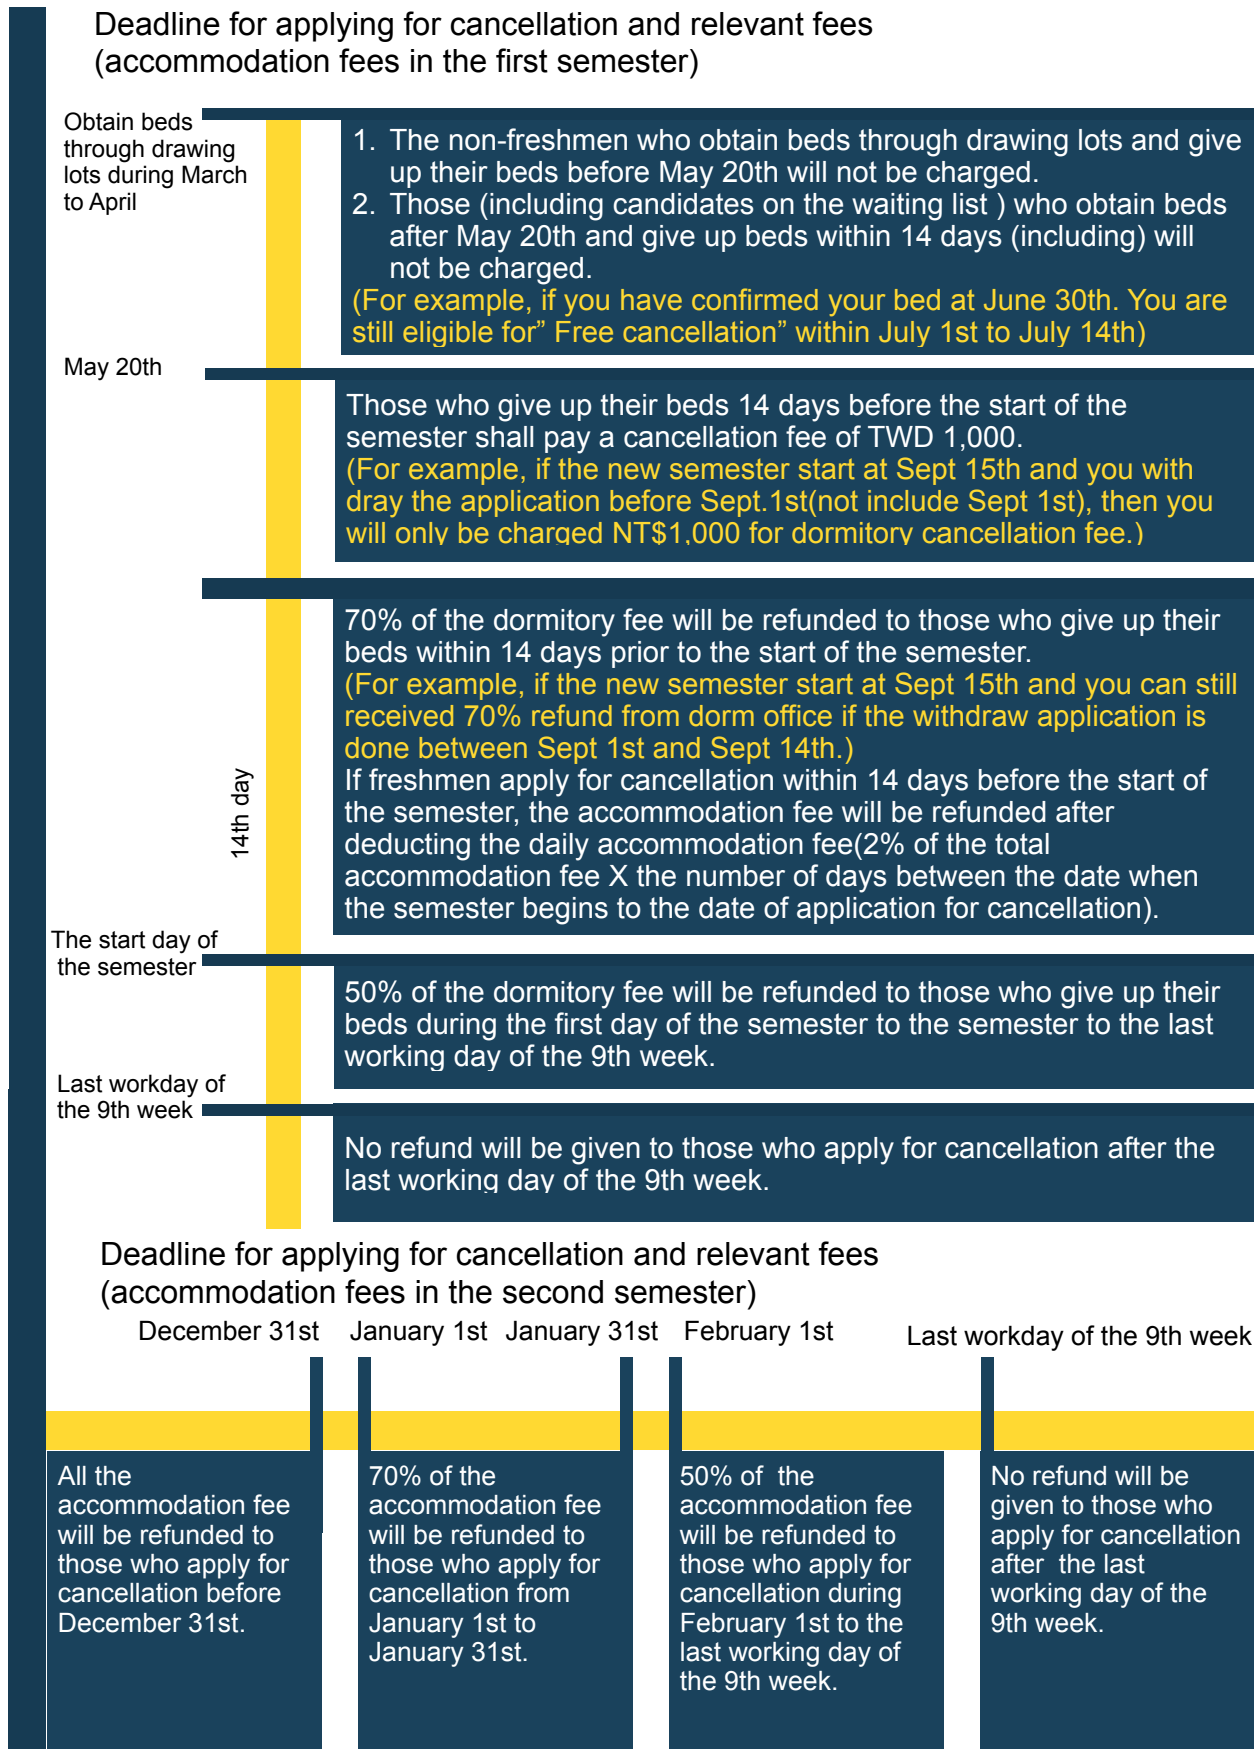 Deadline for applying for cancellation and relevant fees
(accommodation fees in the first semester)
Obtain beds
through drawing
lots during March
to April
1. The non-freshmen who obtain beds through drawing lots and give
up their beds before May 20th will not be charged.
2. Those (including candidates on the waiting list ) who obtain beds
after May 20th and give up beds within 14 days (including) will
not be charged.
(For example, if you have confirmed your bed at June 30th. You are
still eligible for” Free cancellation” within July 1st to July 14th)
May 20th
Those who give up their beds 14 days before the start of the
semester shall pay a cancellation fee of TWD 1,000.
(For example, if the new semester start at Sept 15th and you with
dray the application before Sept.1st(not include Sept 1st), then you
will only be charged NT$1,000 for dormitory cancellation fee.)
14th day
70% of the dormitory fee will be refunded to those who give up their
beds within 14 days prior to the start of the semester.
(For example, if the new semester start at Sept 15th and you can still
received 70% refund from dorm office if the withdraw application is
done between Sept 1st and Sept 14th.)
If freshmen apply for cancellation within 14 days before the start of
the semester, the accommodation fee will be refunded after
deducting the daily accommodation fee(2% of the total
accommodation fee X the number of days between the date when
the semester begins to the date of application for cancellation).
The start day of
the semester
50% of the dormitory fee will be refunded to those who give up their
beds during the first day of the semester to the semester to the last
working day of the 9th week.
Last workday of
the 9th week
No refund will be given to those who apply for cancellation after the
last working day of the 9th week.
Deadline for applying for cancellation and relevant fees
(accommodation fees in the second semester)
December 31st January 1st January 31st February 1st Last workday of the 9th week
All the
accommodation fee
will be refunded to
those who apply for
cancellation before
December 31st.
70% of the
accommodation fee
will be refunded to
those who apply for
cancellation from
January 1st to
January 31st.
50% of the
accommodation fee
will be refunded to
those who apply for
cancellation during
February 1st to the
last working day of
the 9th week.
No refund will be
given to those who
apply for cancellation
after the last
working day of the
9th week.